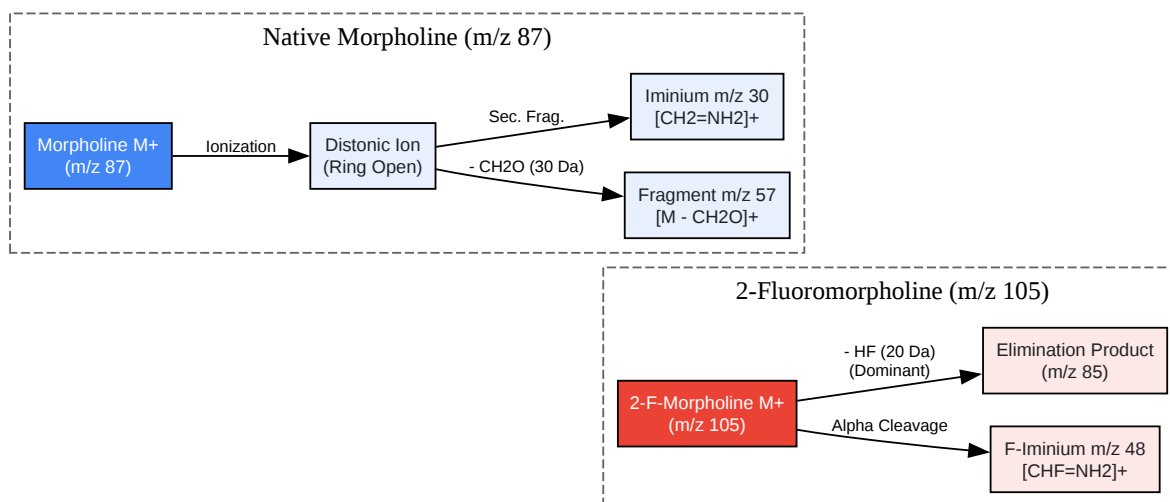 Native Morpholine (m/z 87)
Morpholine M+
(m/z 87)
Ionization
Distonic Ion
(Ring Open)
Sec. Frag.
Iminium m/z 30
[CH2=NH2]+
- CH2O (30 Da)
Fragment m/z 57
[M - CH2O]+
2-Fluoromorpholine (m/z 105)
2-F-Morpholine M+
(m/z 105)
- HF (20 Da)
(Dominant)
Elimination Product
(m/z 85)
Alpha Cleavage
F-Iminium m/z 48
[CHF=NH2]+